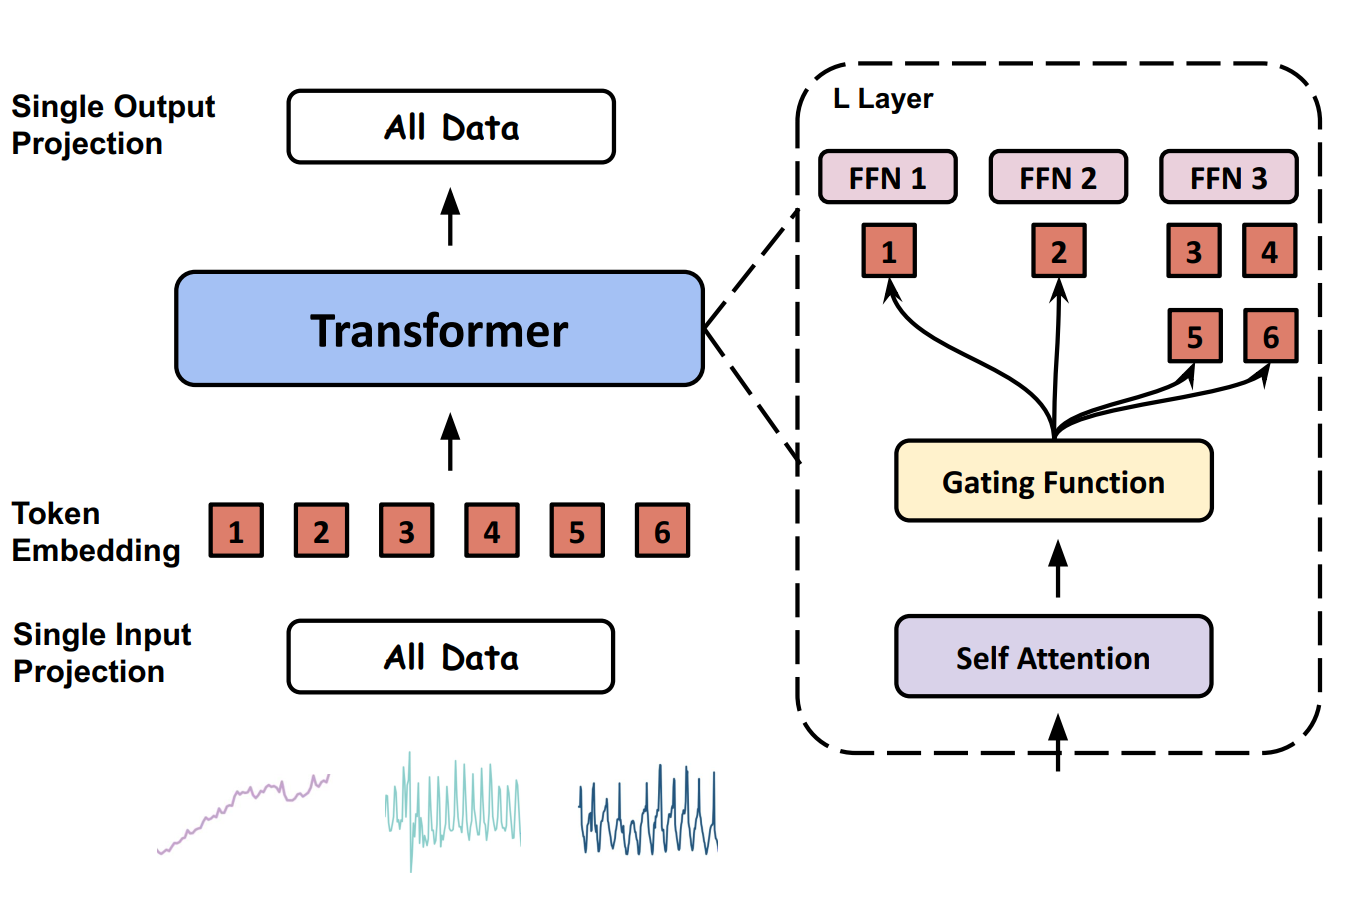 Single Output
Projection
All Data
Transformer
Token
Embedding
1 2 3 4 5 6
Single Input
Projection
All Data
L Layer
FFN 1 FFN 2 FFN 3
1 2 3 4
5 6
Gating Function
Self Attention